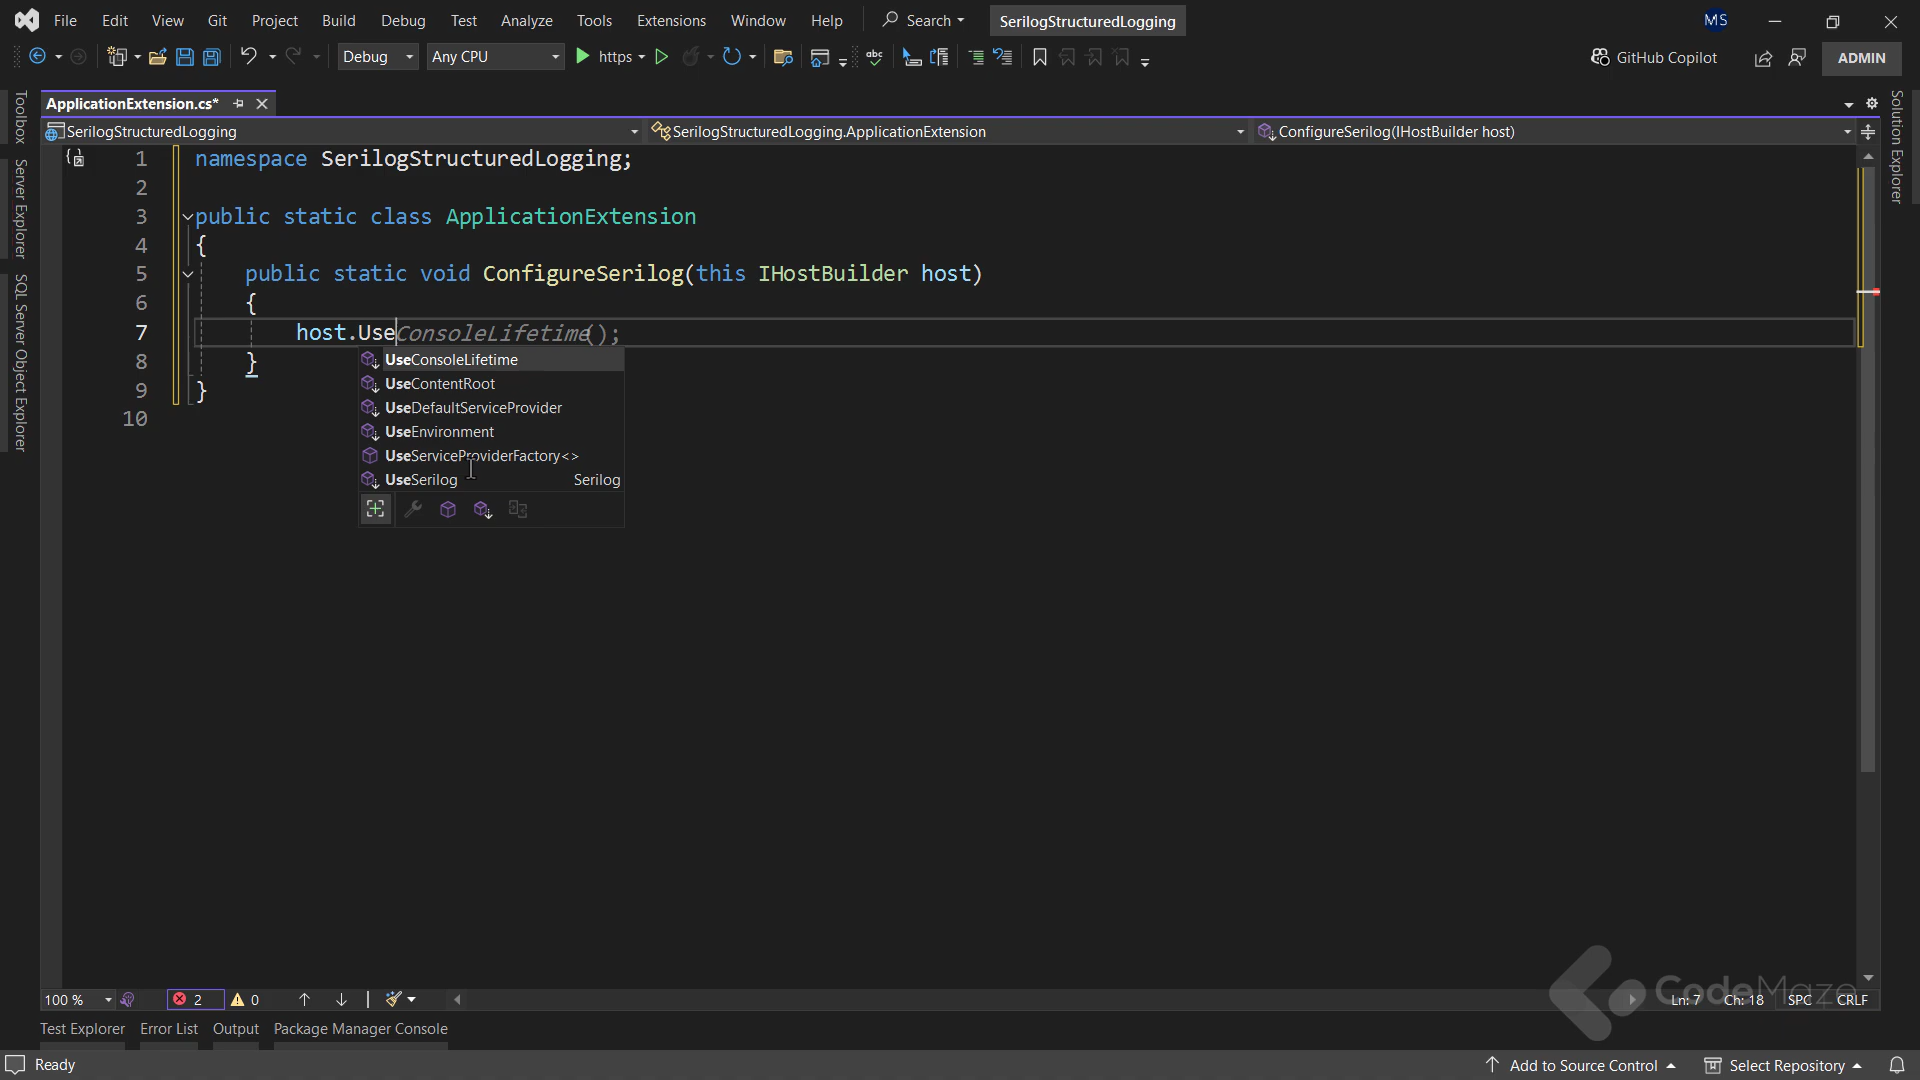 File Edit View Git Project Build Debug Test Analyze Tools Extensions Window Help Search SerilogStructuredLogging MS
Debug Any CPU https abc GitHub Copilot ADMIN
ApplicationExtension.cs*
SerilogStructuredLogging SerilogStructuredLogging.ApplicationExtension ConfigureSerilog(IHostBuilder host)
Toolbox
Server Explorer
SQL Server Object Explorer
Solution Explorer
1 namespace SerilogStructuredLogging;
2
3 public static class ApplicationExtension
4 {
5 public static void ConfigureSerilog(this IHostBuilder host)
6 {
7 host.UseConsoleLifetime();
8 }
9 }
10
UseConsoleLifetime
UseContentRoot
UseDefaultServiceProvider
UseEnvironment
UseServiceProviderFactory<>
UseSerilog Serilog
100 % 2 0 Ln: 7 Ch: 18 SPC CRLF
CodeMaze
Test Explorer Error List Output Package Manager Console
Ready Add to Source Control Select Repository